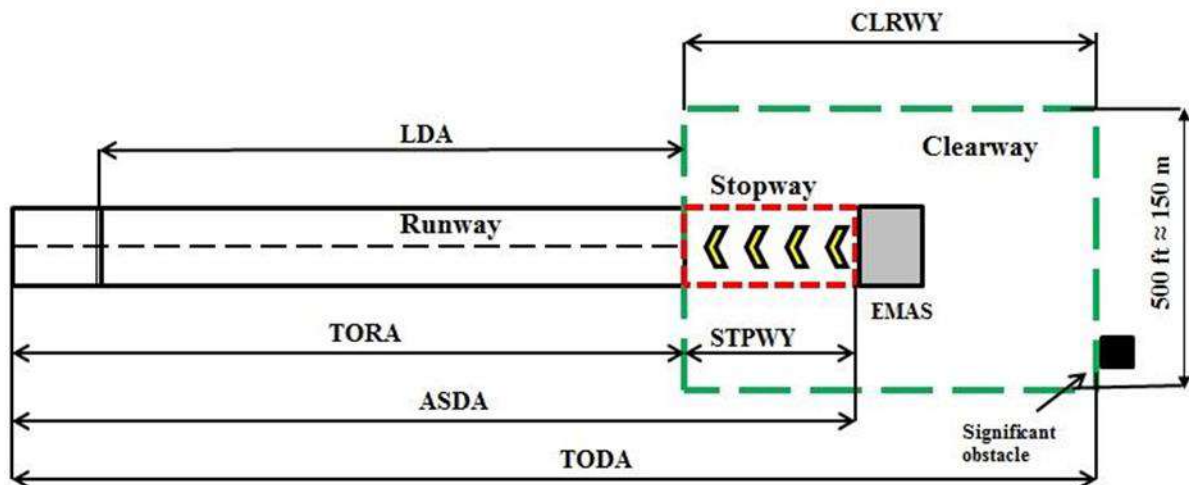 CLRWY
LDA
Clearway
Stopway
Runway
500 ft ≈ 150 m
EMAS
TORA
STPWY
ASDA
Significant
obstacle
TODA